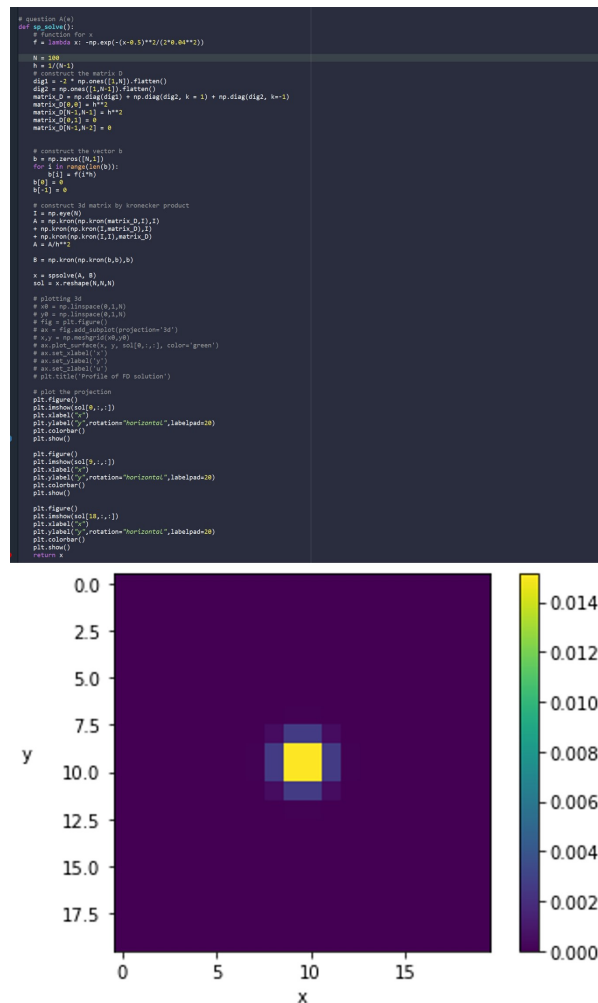 # question A(e)
def sp_solve():
# function for x
f = lambda x: -np.exp(-(x-0.5)**2/(2*0.04**2))
N = 100
h = 1/(N-1)
# construct the matrix D
dig1 = -2 * np.ones([1,N]).flatten()
dig2 = np.ones([1,N-1]).flatten()
matrix_D = np.diag(dig1) + np.diag(dig2, k = 1) + np.diag(dig2, k=-1)
matrix_D[0,0] = h**2
matrix_D[N-1,N-1] = h**2
matrix_D[0,1] = 0
matrix_D[N-1,N-2] = 0
# construct the vector b
b = np.zeros([N,1])
for i in range(len(b)):
b[i] = f(i*h)
b[0] = 0
b[-1] = 0
# construct 3d matrix by kronecker product
I = np.eye(N)
A = np.kron(np.kron(matrix_D,I),I)
+ np.kron(np.kron(I,matrix_D),I)
+ np.kron(np.kron(I,I),matrix_D)
A = A/h**2
B = np.kron(np.kron(b,b),b)
x = spsolve(A, B)
sol = x.reshape(N,N,N)
# plotting 3d
# x0 = np.linspace(0,1,N)
# y0 = np.linspace(0,1,N)
# fig = plt.figure()
# ax = fig.add_subplot(projection='3d')
# x,y = np.meshgrid(x0,y0)
# ax.plot_surface(x, y, sol[0,:,:], color='green')
# ax.set_xlabel('x')
# ax.set_ylabel('y')
# ax.set_zlabel('u')
# plt.title('Profile of FD solution')
# plot the projection
plt.figure()
plt.imshow(sol[0,:,:])
plt.xlabel("x")
plt.ylabel("y",rotation="horizontal",labelpad=20)
plt.colorbar()
plt.show()
plt.figure()
plt.imshow(sol[9,:,:])
plt.xlabel("x")
plt.ylabel("y",rotation="horizontal",labelpad=20)
plt.colorbar()
plt.show()
plt.figure()
plt.imshow(sol[18,:,:])
plt.xlabel("x")
plt.ylabel("y",rotation="horizontal",labelpad=20)
plt.colorbar()
plt.show()
return x
0.0
2.5
5.0
7.5
10.0
12.5
15.0
17.5
y
0 5 10 15
x
0.014
0.012
0.010
0.008
0.006
0.004
0.002
0.000